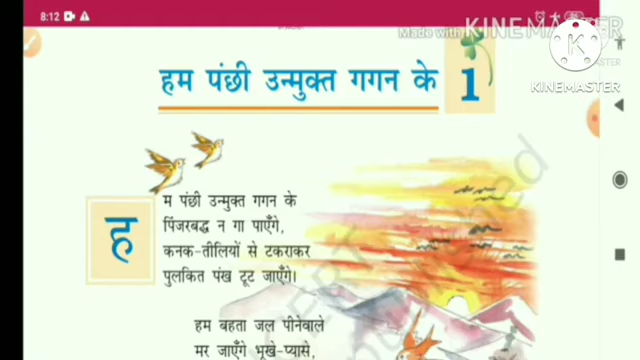 8:12
Made with KINEMASTER
KINEMASTER
हम पंछी उन्मुक्त गगन के
1
हम पंछी उन्मुक्त गगन के
पिंजरबद्ध न गा पाएँगे,
कनक-तीलियों से टकराकर
पुलकित पंख टूट जाएँगे।
हम बहता जल पीनेवाले
मर जाएँगे भूखे-प्यासे,